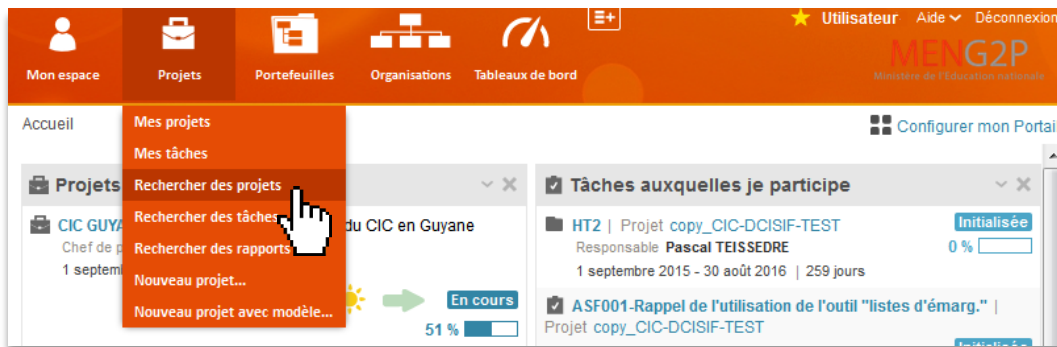 Utilisateur Aide Déconnexion
MENG2P
Ministère de l'Education nationale
Mon espace Projets Portefeuilles Organisations Tableaux de bord
Accueil
Configurer mon Portail
Mes projets
Mes tâches
Rechercher des projets
Rechercher des tâches
Rechercher des rapports
Nouveau projet...
Nouveau projet avec modèle...
Projets
CIC GUYA du CIC en Guyane
Chef de p
1 septem
En cours
51 %
Tâches auxquelles je participe
HT2 | Projet copy_CIC-DCISIF-TEST Initialisée
Responsable Pascal TEISSEDRE 0 %
1 septembre 2015 - 30 août 2016 | 259 jours
ASF001-Rappel de l'utilisation de l'outil "listes d'émarg." |
Projet copy_CIC-DCISIF-TEST
Initialisée